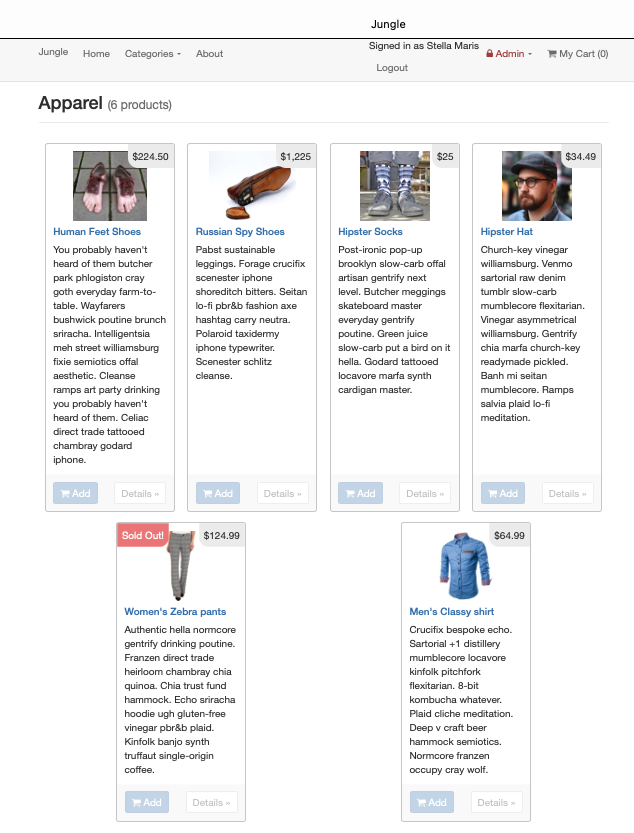 Jungle
Jungle Home Categories About Signed in as Stella Maris Admin My Cart (0)
Logout
Apparel (6 products)
$224.50
Human Feet Shoes
You probably haven't
heard of them butcher
park phlogiston cray
goth everyday farm-to-
table. Wayfarers
bushwick poutine brunch
sriracha. Intelligentsia
meh street williamsburg
fixie semiotics offal
aesthetic. Cleanse
ramps art party drinking
you probably haven't
heard of them. Celiac
direct trade tattooed
chambray godard
iphone.
Add Details »
$1,225
Russian Spy Shoes
Pabst sustainable
leggings. Forage crucifix
scenester iphone
shoreditch bitters. Seitan
lo-fi pbr&b fashion axe
hashtag carry neutra.
Polaroid taxidermy
iphone typewriter.
Scenester schlitz
cleanse.
Add Details »
$25
Hipster Socks
Post-ironic pop-up
brooklyn slow-carb offal
artisan gentrify next
level. Butcher meggings
skateboard master
everyday gentrify
poutine. Green juice
slow-carb put a bird on it
hella. Godard tattooed
locavore marfa synth
cardigan master.
Add Details »
$34.49
Hipster Hat
Church-key vinegar
williamsburg. Venmo
sartorial raw denim
tumblr slow-carb
mumblecore flexitarian.
Vinegar asymmetrical
williamsburg. Gentrify
chia marfa church-key
readymade pickled.
Banh mi seitan
mumblecore. Ramps
salvia plaid lo-fi
meditation.
Add Details »
Sold Out! $124.99
Women's Zebra pants
Authentic hella normcore
gentrify drinking poutine.
Franzen direct trade
heirloom chambray chia
quinoa. Chia trust fund
hammock. Echo sriracha
hoodie ugh gluten-free
vinegar pbr&b plaid.
Kinfolk banjo synth
truffaut single-origin
coffee.
Add Details »
$64.99
Men's Classy shirt
Crucifix bespoke echo.
Sartorial +1 distillery
mumblecore locavore
kinfolk pitchfork
flexitarian. 8-bit
kombucha whatever.
Plaid cliche meditation.
Deep v craft beer
hammock semiotics.
Normcore franzen
occupy cray wolf.
Add Details »